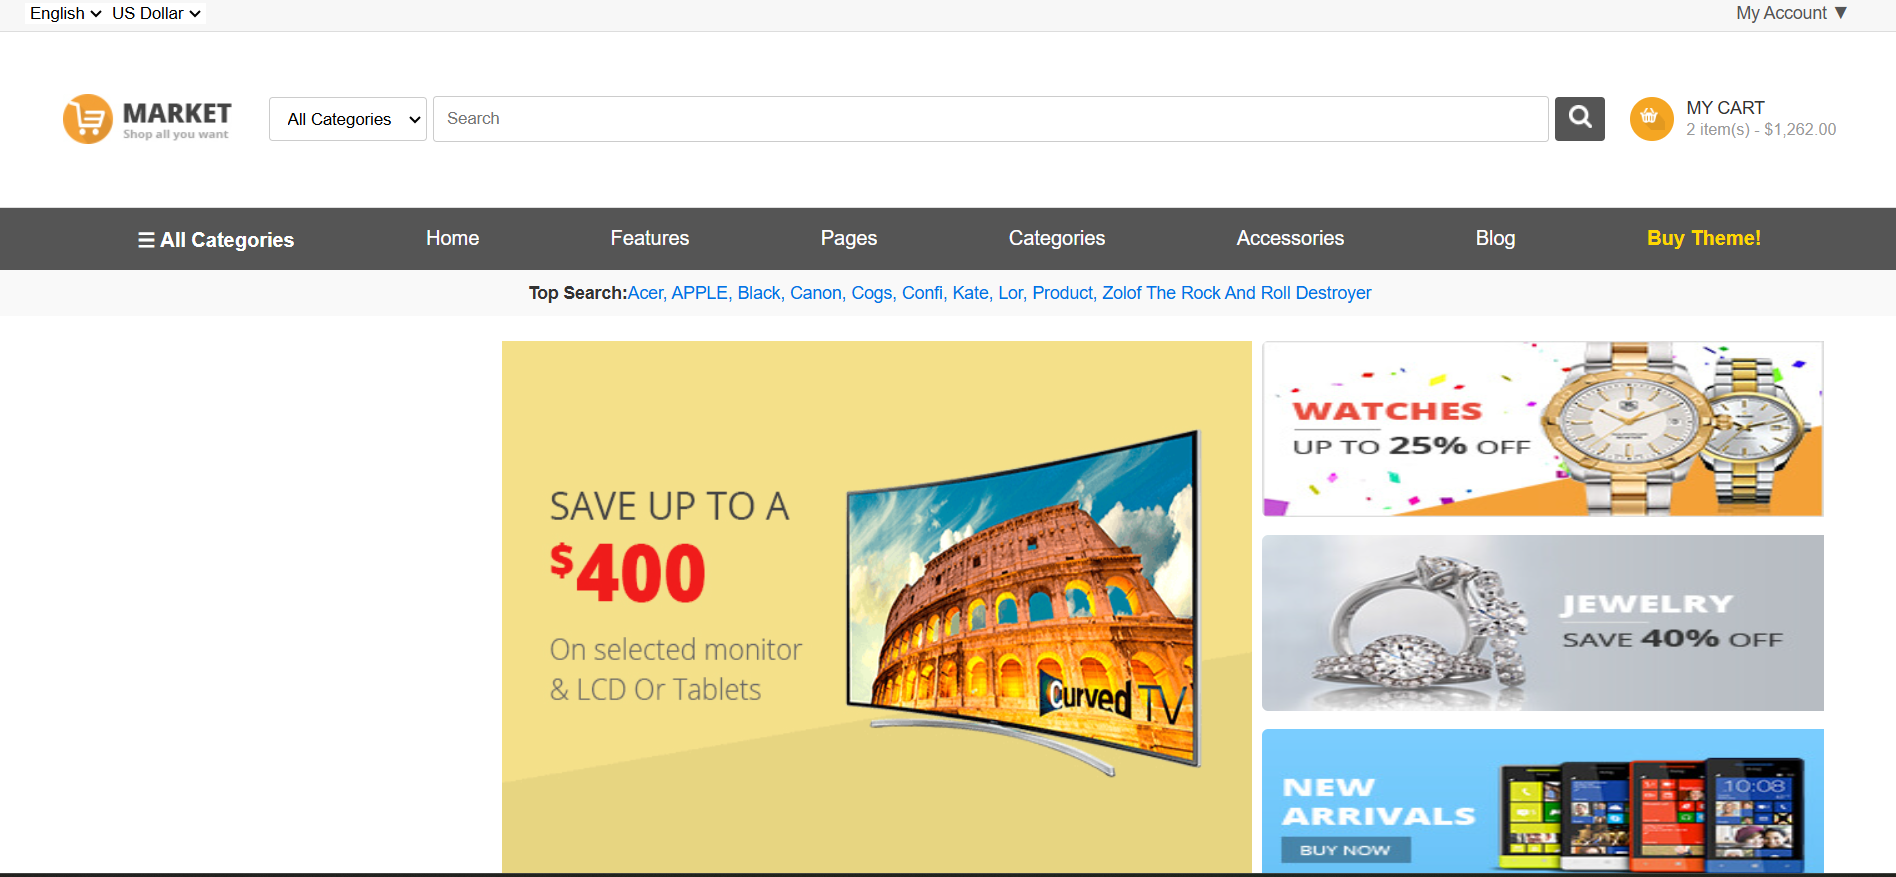 English US Dollar
My Account ▼
MARKET
Shop all you want
All Categories
Search
MY CART
2 item(s) - $1,262.00
☰ All Categories Home Features Pages Categories Accessories Blog Buy Theme!
Top Search:Acer, APPLE, Black, Canon, Cogs, Confi, Kate, Lor, Product, Zolof The Rock And Roll Destroyer
SAVE UP TO A
$400
On selected monitor
& LCD Or Tablets
Curved TV
WATCHES
UP TO 25% OFF
JEWELRY
SAVE 40% OFF
NEW
ARRIVALS
BUY NOW
10:08